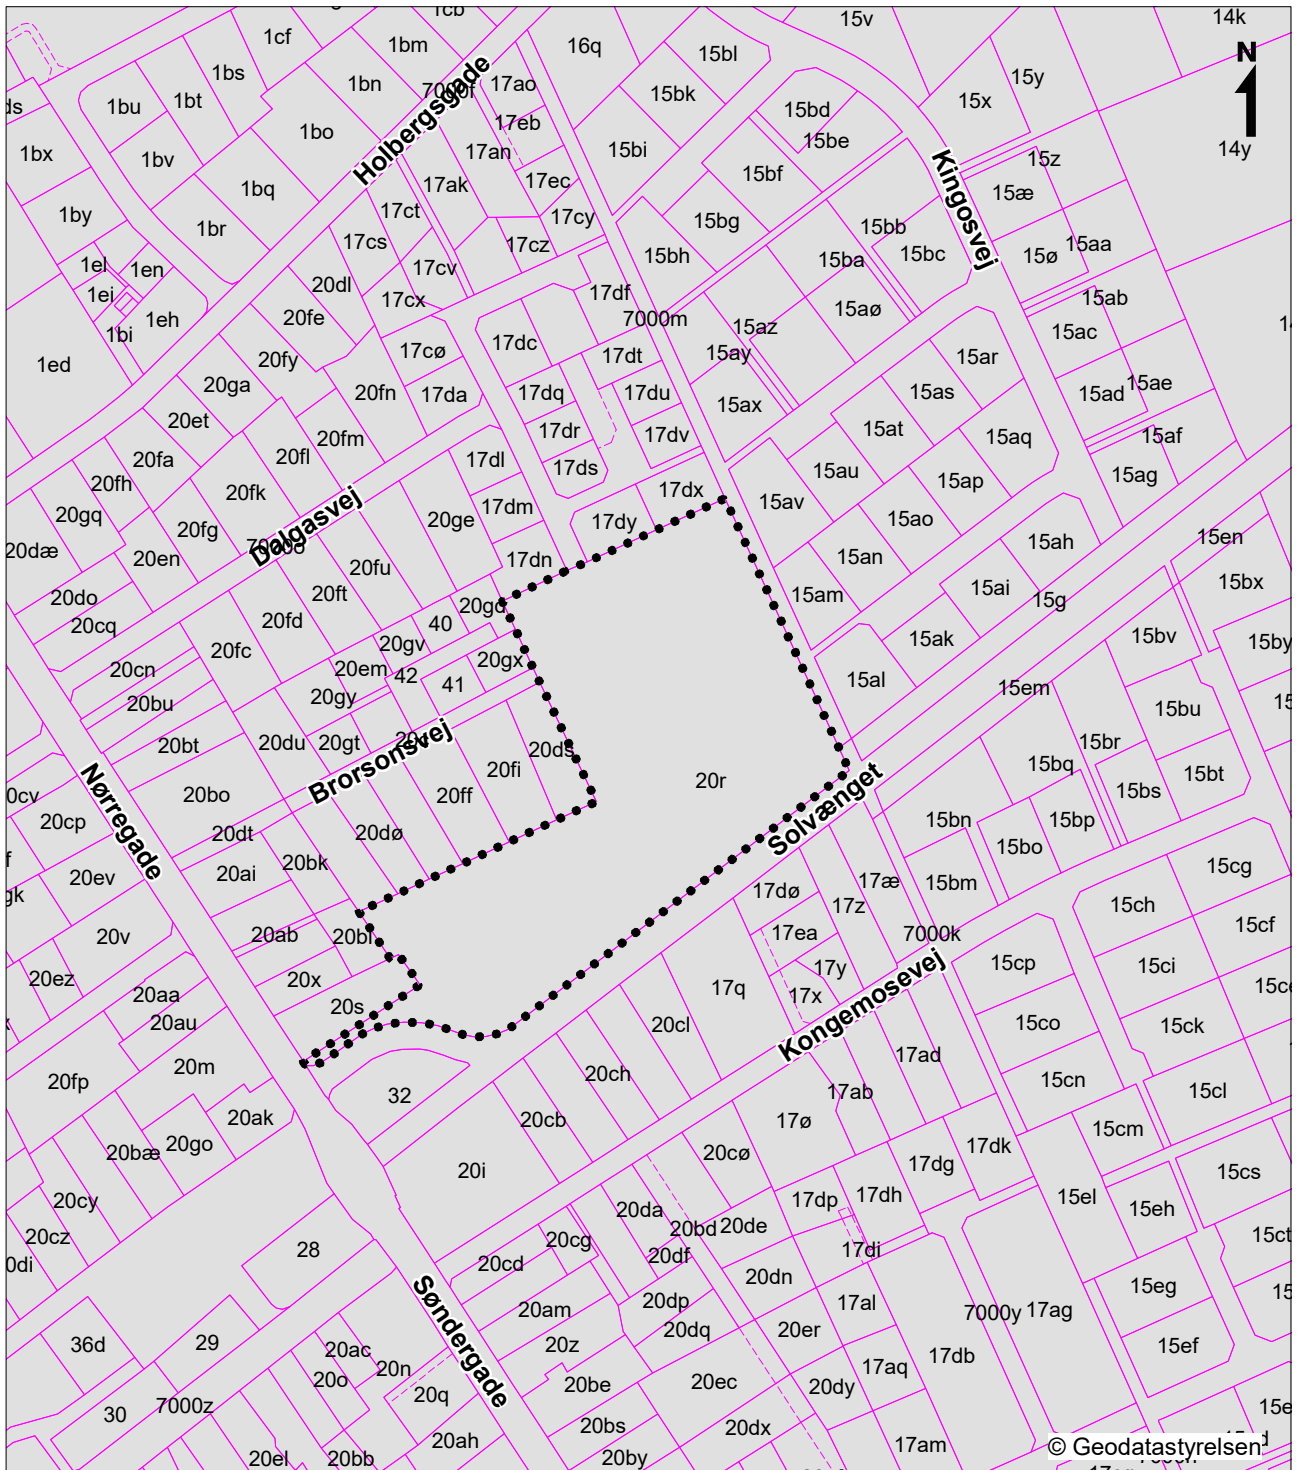 1cb
14k
15v
1cf
1bm
16q
15bl
N
1bs
1bn
7000f
17ao
15y
15x
15bk
ds
1bu
1bt
1bo
17eb
15bd
15be
14y
Holbergsgade
1bx
1bv
17an
15bi
15z
Kingosvej
1bq
17ak
17ec
15bf
15æ
1by
1br
17ct
17cy
15bg
15bb
17cs
17cz
15bh
15bc
15ø
15aa
1el
1en
17cv
15ba
1ei
20dl
17cx
17df
15aø
15ab
1bi
1eh
20fe
7000m
15az
15ac
1ed
20fy
17cø
17dc
17dt
15ay
15ar
20ga
20fn
17da
17dq
17du
15ax
15as
15ad
15ae
20et
20fm
17dr
17dv
15at
15aq
15af
20fa
20fl
17dl
17ds
15au
15ap
15ag
20fh
20fk
17dx
15av
20gq
20fg
Dalgasvej
20ge
17dm
17dy
15ao
15ah
15en
20dæ
20en
20fu
17dn
15an
15bx
20do
20ft
20gd
15am
15ai
15g
20cq
20fd
40
15ak
15bv
15by
20cn
20fc
20gv
20em
42
20gx
15al
15em
20bu
20gy
41
15bu
20bt
20du
20gt
20ds
15br
Brorsonsvej
20fi
20r
15bq
15bt
Nørregade
20bo
20ff
15bs
20cp
20dt
20dø
Solvænget
15bn
15bp
20bk
15bo
20ev
20ai
17dø
17æ
15bm
15cg
gk
17z
15ch
20v
20ab
20bl
17ea
7000k
15cf
20ez
20x
17y
15cp
15ci
20aa
17q
17x
20s
20au
20cl
Kongemosevej
15co
15ck
20m
17ad
20fp
20ch
15cn
15cl
32
17ab
20ak
20cb
17ø
15cm
20bæ
20go
20cø
17dk
20i
17dg
15cs
20cy
17dp
17dh
15el
15eh
20da
20cz
20bd
20de
15ct
28
20cg
20df
17di
20cd
20dn
15eg
20am
20dp
17al
7000y
17ag
Søndergade
20dq
20er
29
36d
20ac
20z
15ef
20n
17aq
17db
20o
20be
20ec
20dy
20q
30
7000z
20bs
20dx
20ah
17am
20el
20bb
20by
© Geodatastyrelsen